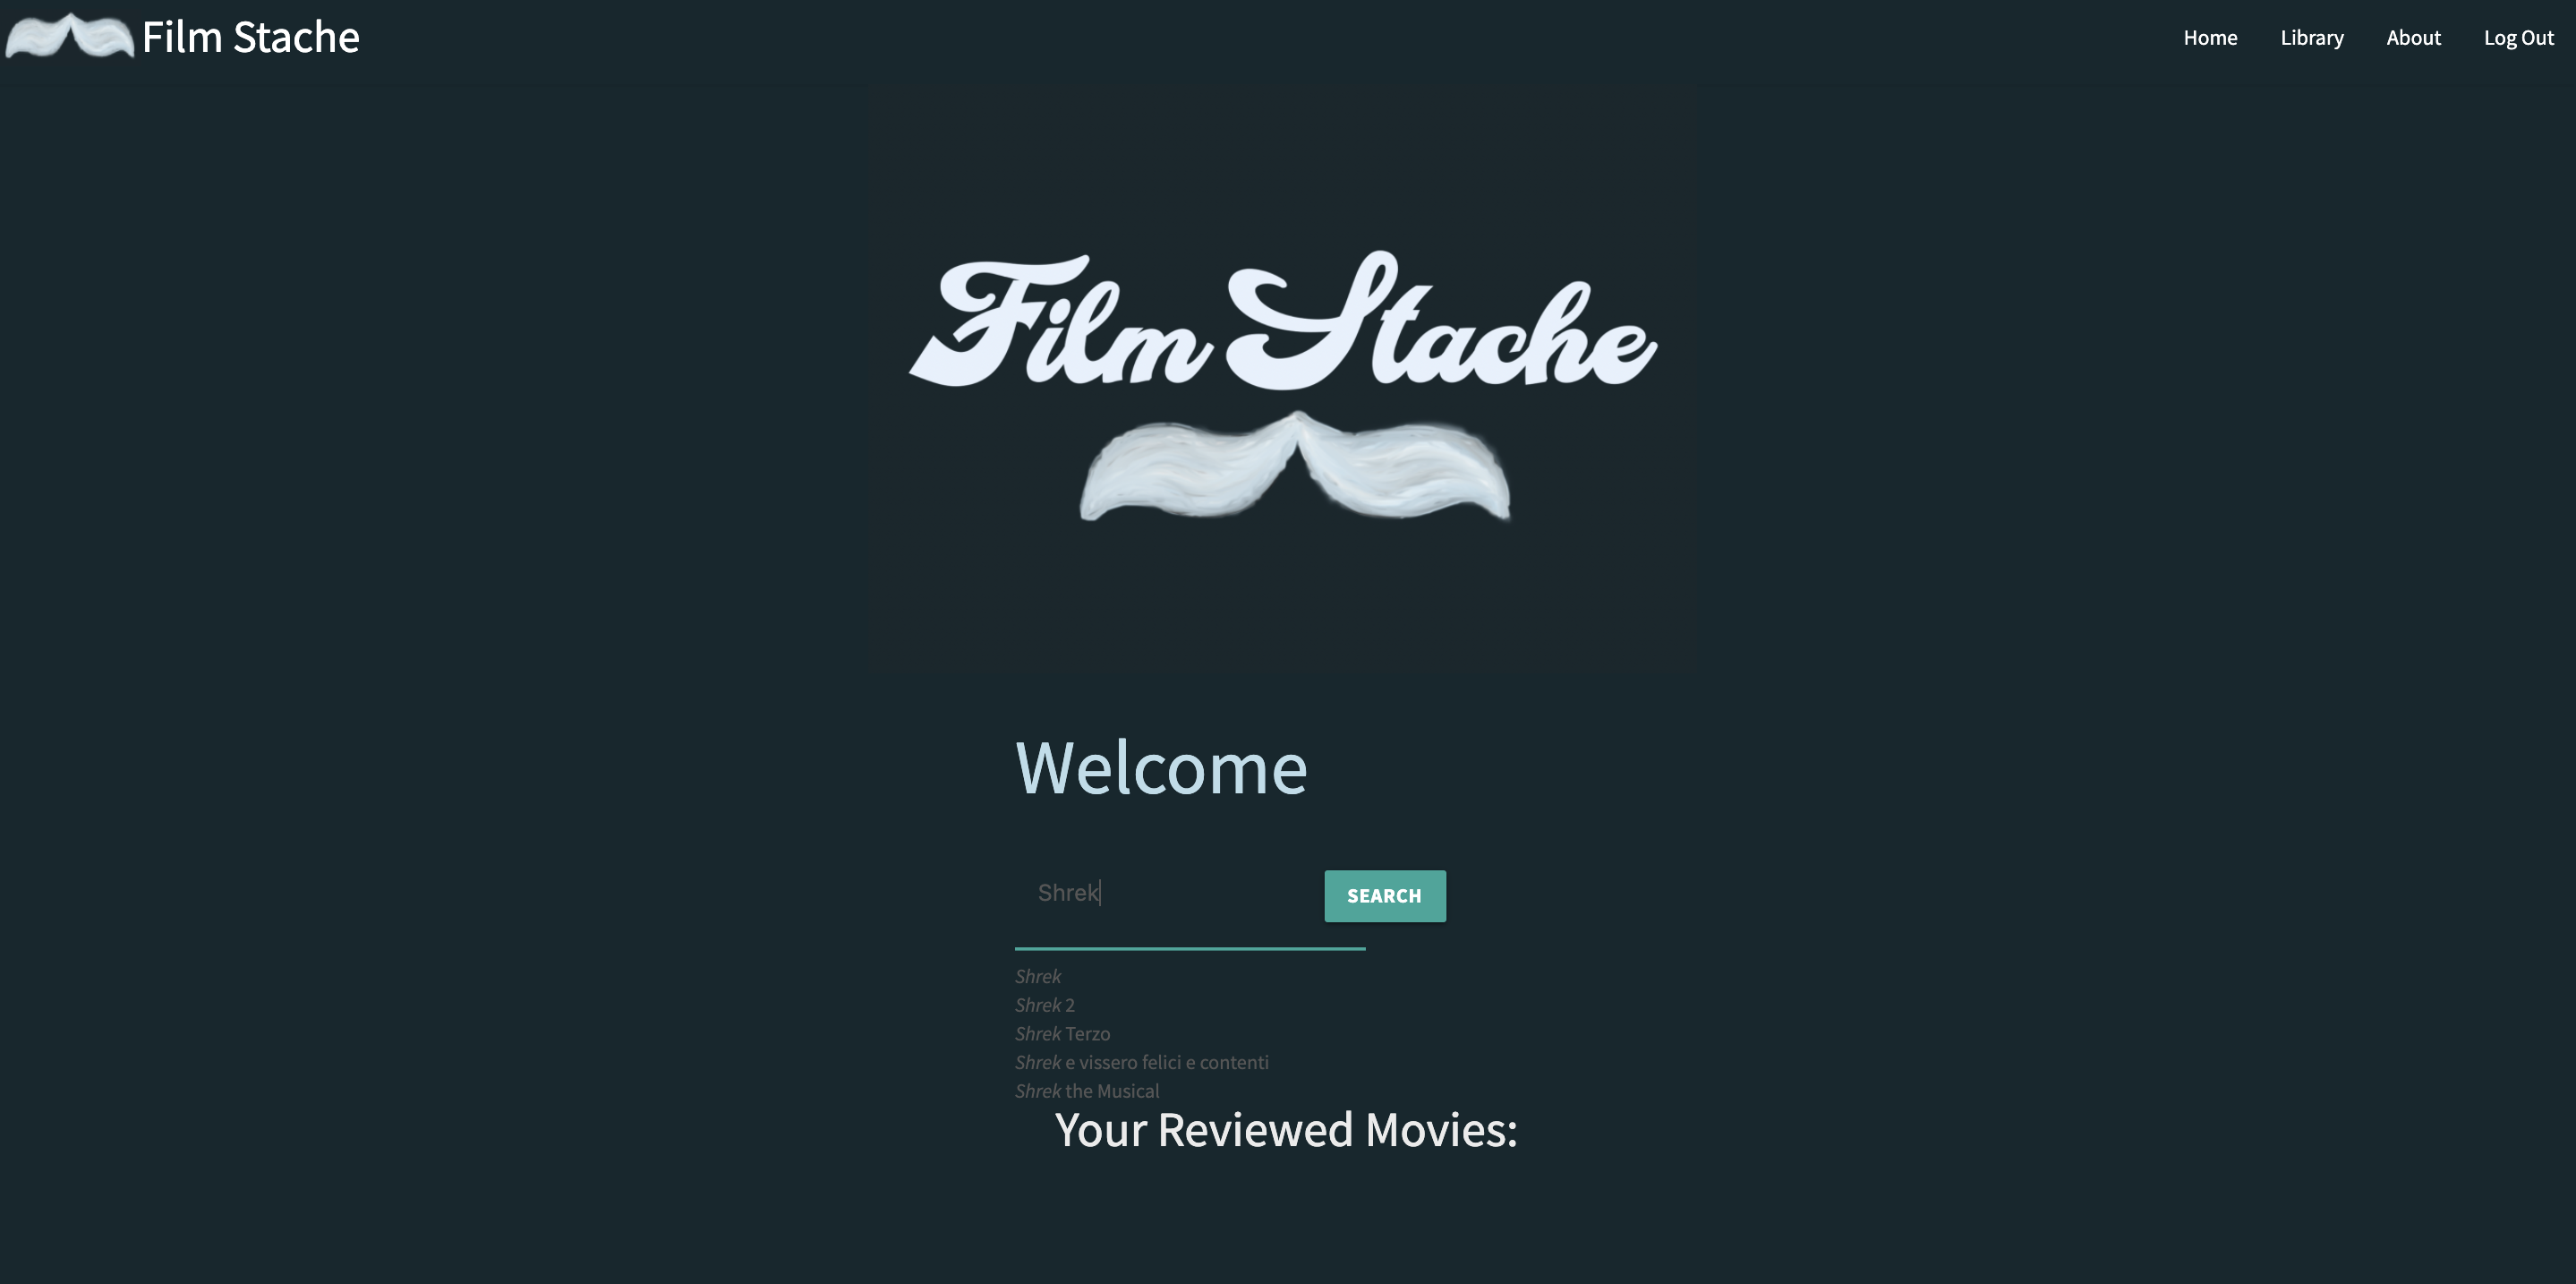 Film Stache
Home Library About Log Out
Film Stache
Welcome
Shrek
SEARCH
Shrek
Shrek 2
Shrek Terzo
Shrek e vissero felici e contenti
Shrek the Musical
Your Reviewed Movies: